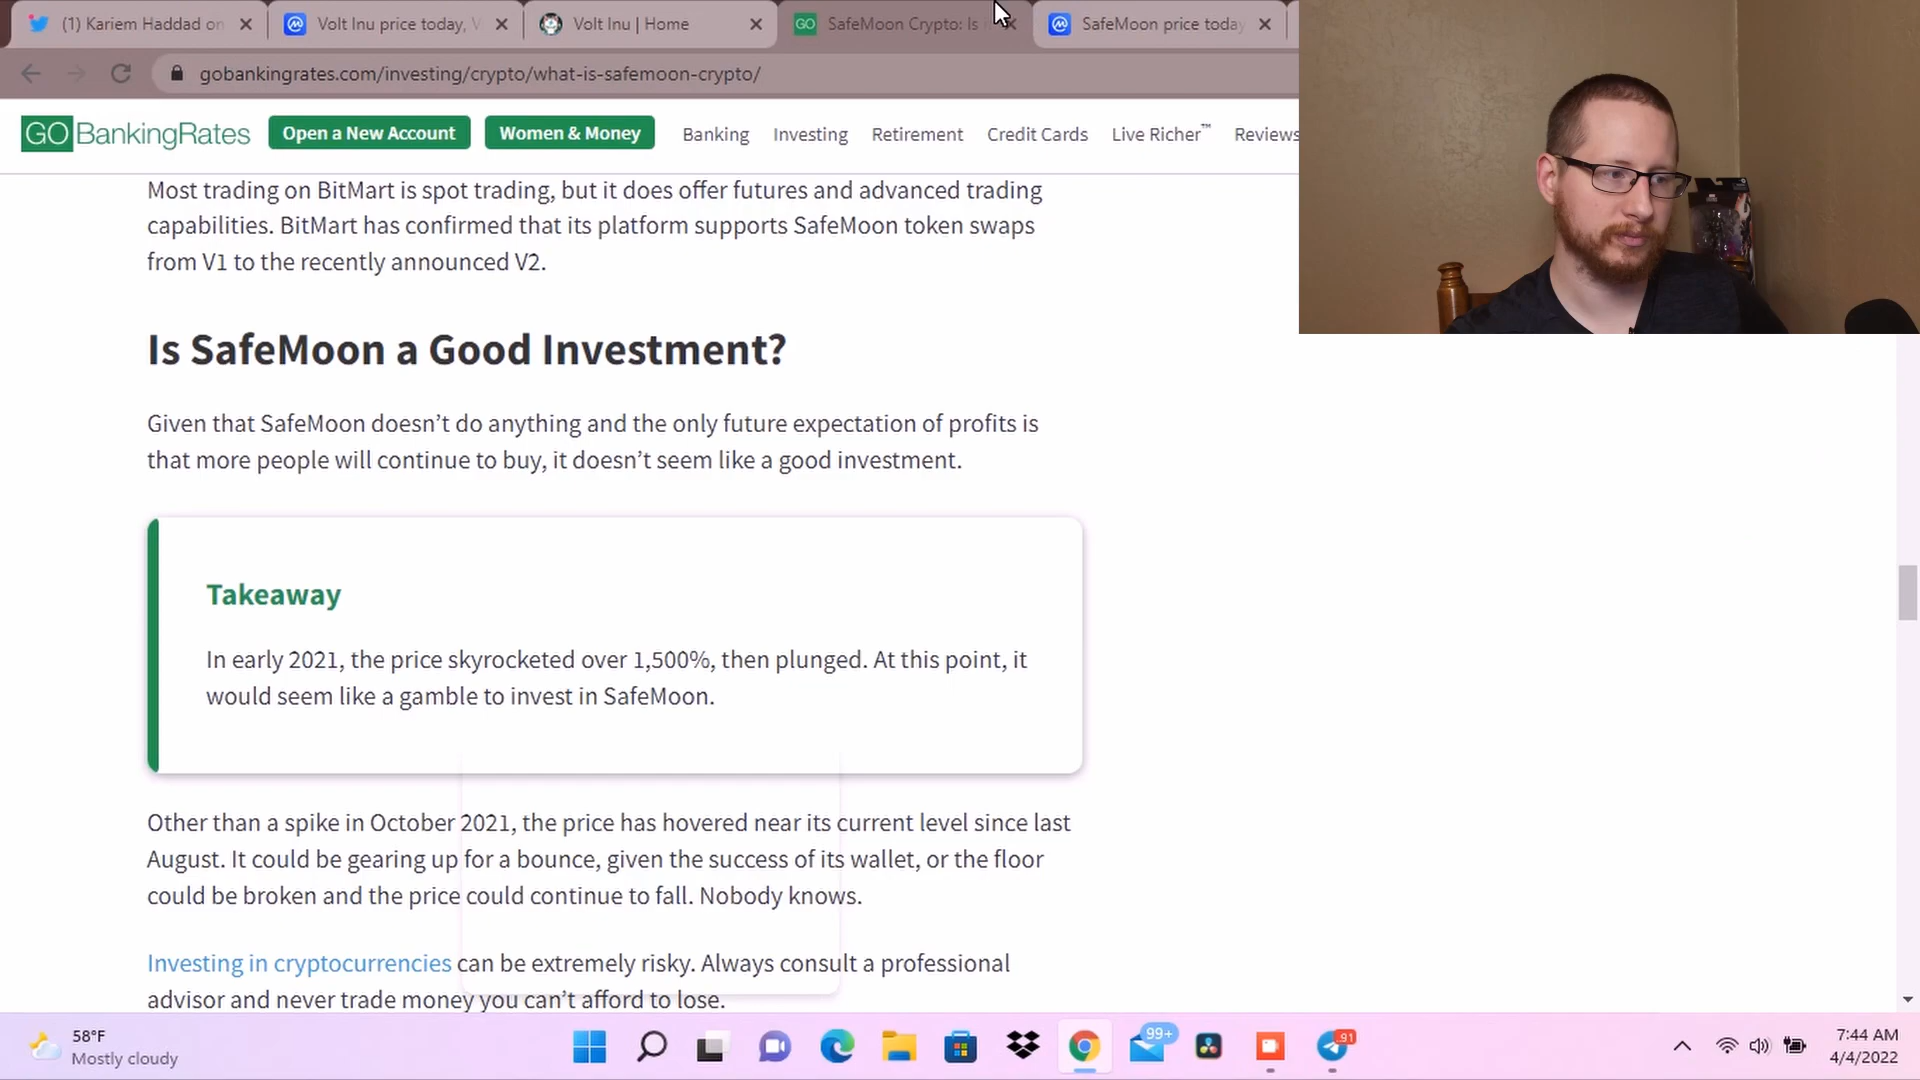 (1) Kariem Haddad on
Volt Inu price today, V
Volt Inu | Home
GO SafeMoon Crypto: Is
SafeMoon price today
gobankingrates.com/investing/crypto/what-is-safemoon-crypto/
GOBankingRates Open a New Account Women & Money Banking Investing Retirement Credit Cards Live Richer™ Reviews
Most trading on BitMart is spot trading, but it does offer futures and advanced trading
capabilities. BitMart has confirmed that its platform supports SafeMoon token swaps
from V1 to the recently announced V2.
Is SafeMoon a Good Investment?
Given that SafeMoon doesn’t do anything and the only future expectation of profits is
that more people will continue to buy, it doesn’t seem like a good investment.
Takeaway
In early 2021, the price skyrocketed over 1,500%, then plunged. At this point, it
would seem like a gamble to invest in SafeMoon.
Other than a spike in October 2021, the price has hovered near its current level since last
August. It could be gearing up for a bounce, given the success of its wallet, or the floor
could be broken and the price could continue to fall. Nobody knows.
Investing in cryptocurrencies can be extremely risky. Always consult a professional
advisor and never trade money you can’t afford to lose.
58°F
Mostly cloudy
99+
91
7:44 AM
4/4/2022